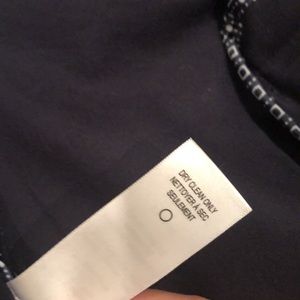 DRY CLEAN ONLY
NETTOYER À SEC
SEULEMENT